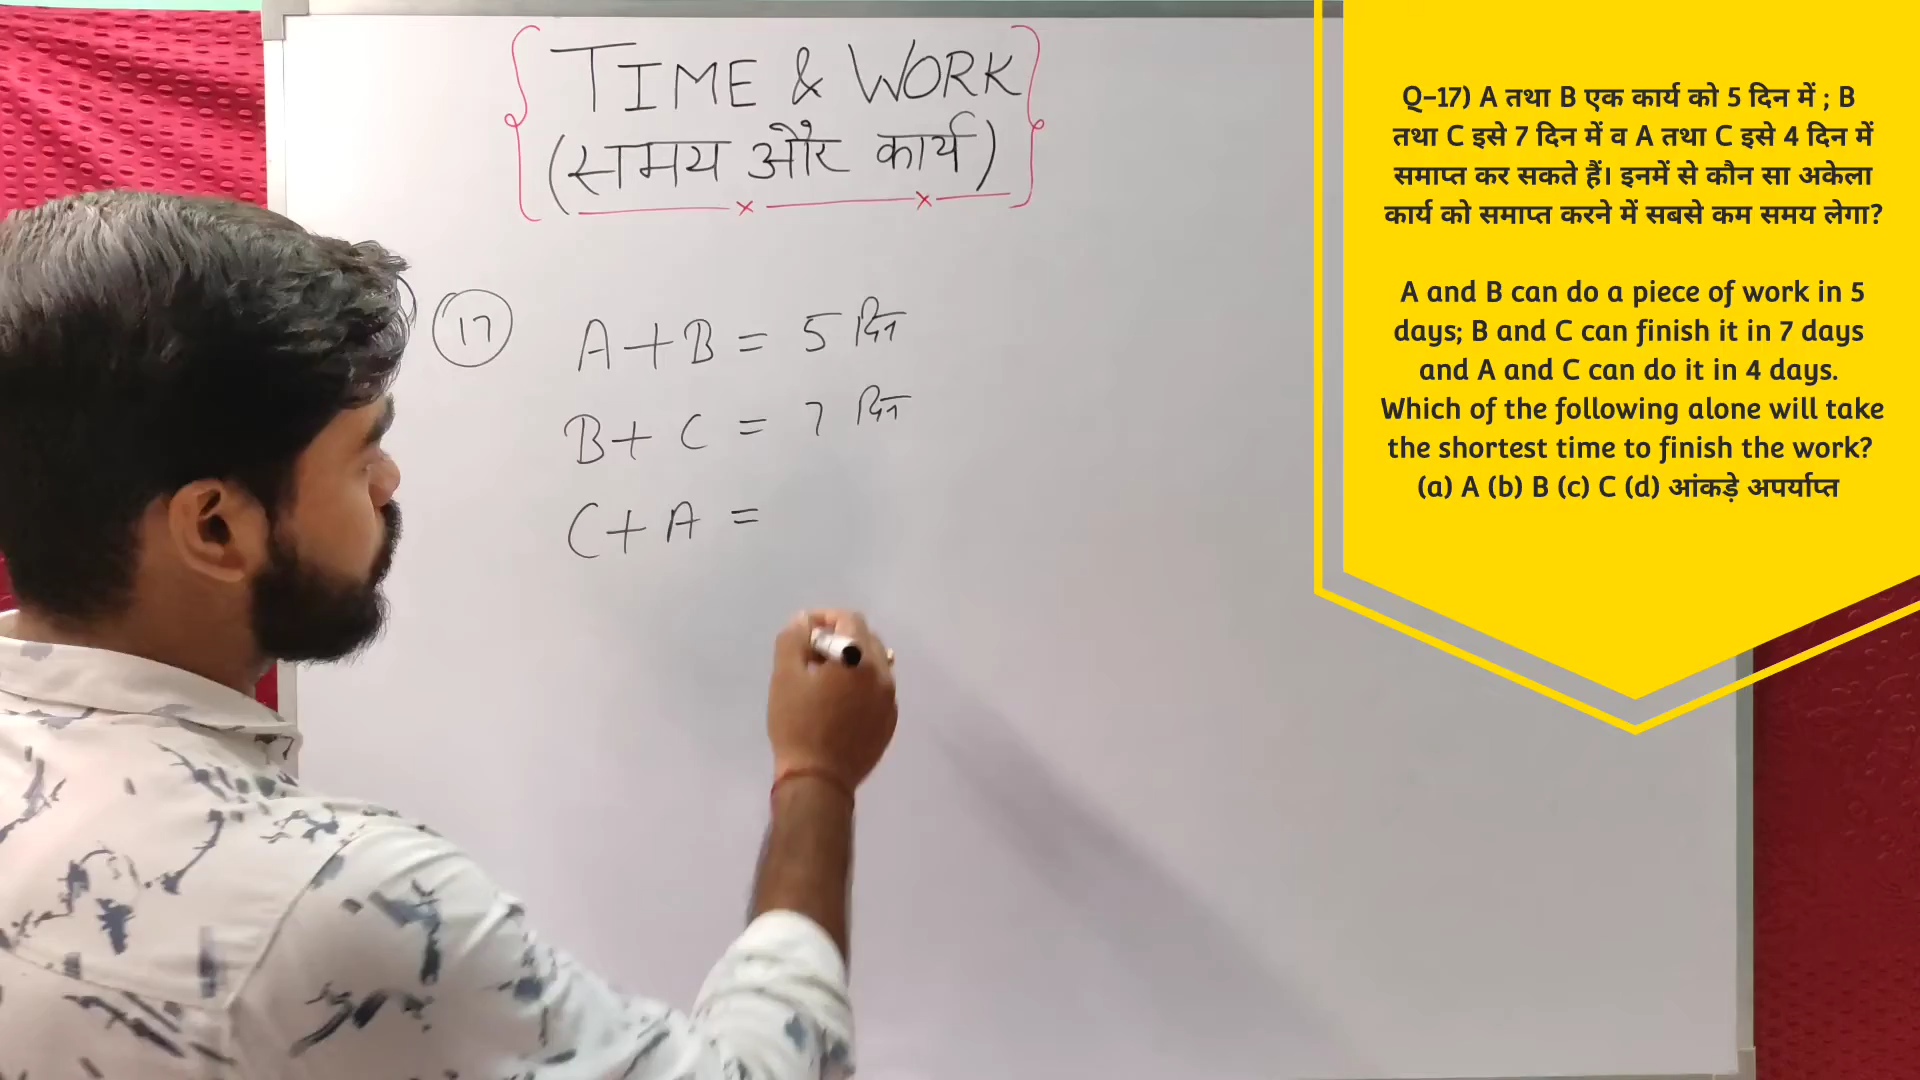 TIME & WORK
(समय और कार्य)
17
A+B = 5 दिन
B+ C = 7 दिन
C+A =
Q-17) A तथा B एक कार्य को 5 दिन में ; B
तथा C इसे 7 दिन में व A तथा C इसे 4 दिन में
समाप्त कर सकते हैं। इनमें से कौन सा अकेला
कार्य को समाप्त करने में सबसे कम समय लेगा?
A and B can do a piece of work in 5
days; B and C can finish it in 7 days
and A and C can do it in 4 days.
Which of the following alone will take
the shortest time to finish the work?
(a) A (b) B (c) C (d) आंकड़े अपर्याप्त